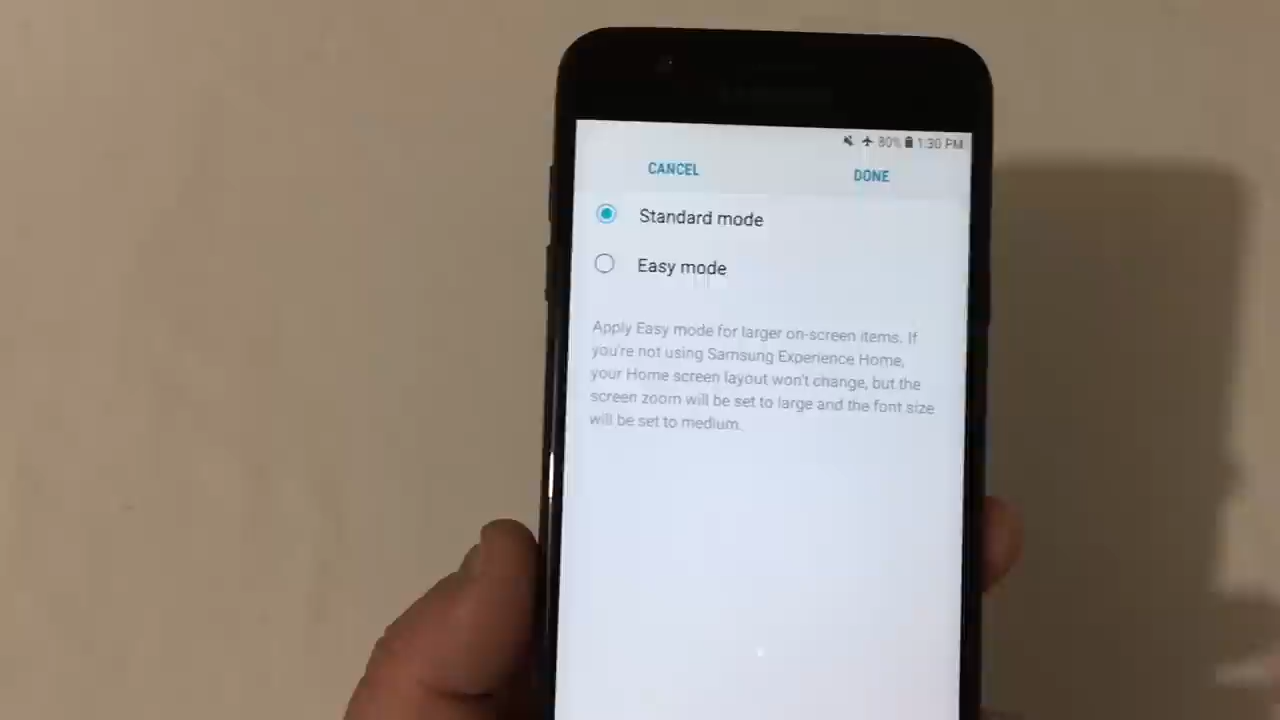 80% 1:30 PM
CANCEL DONE
Standard mode
Easy mode
Apply Easy mode for larger on-screen items. If
you're not using Samsung Experience Home,
your Home screen layout won't change, but the
screen zoom will be set to large and the font size
will be set to medium.